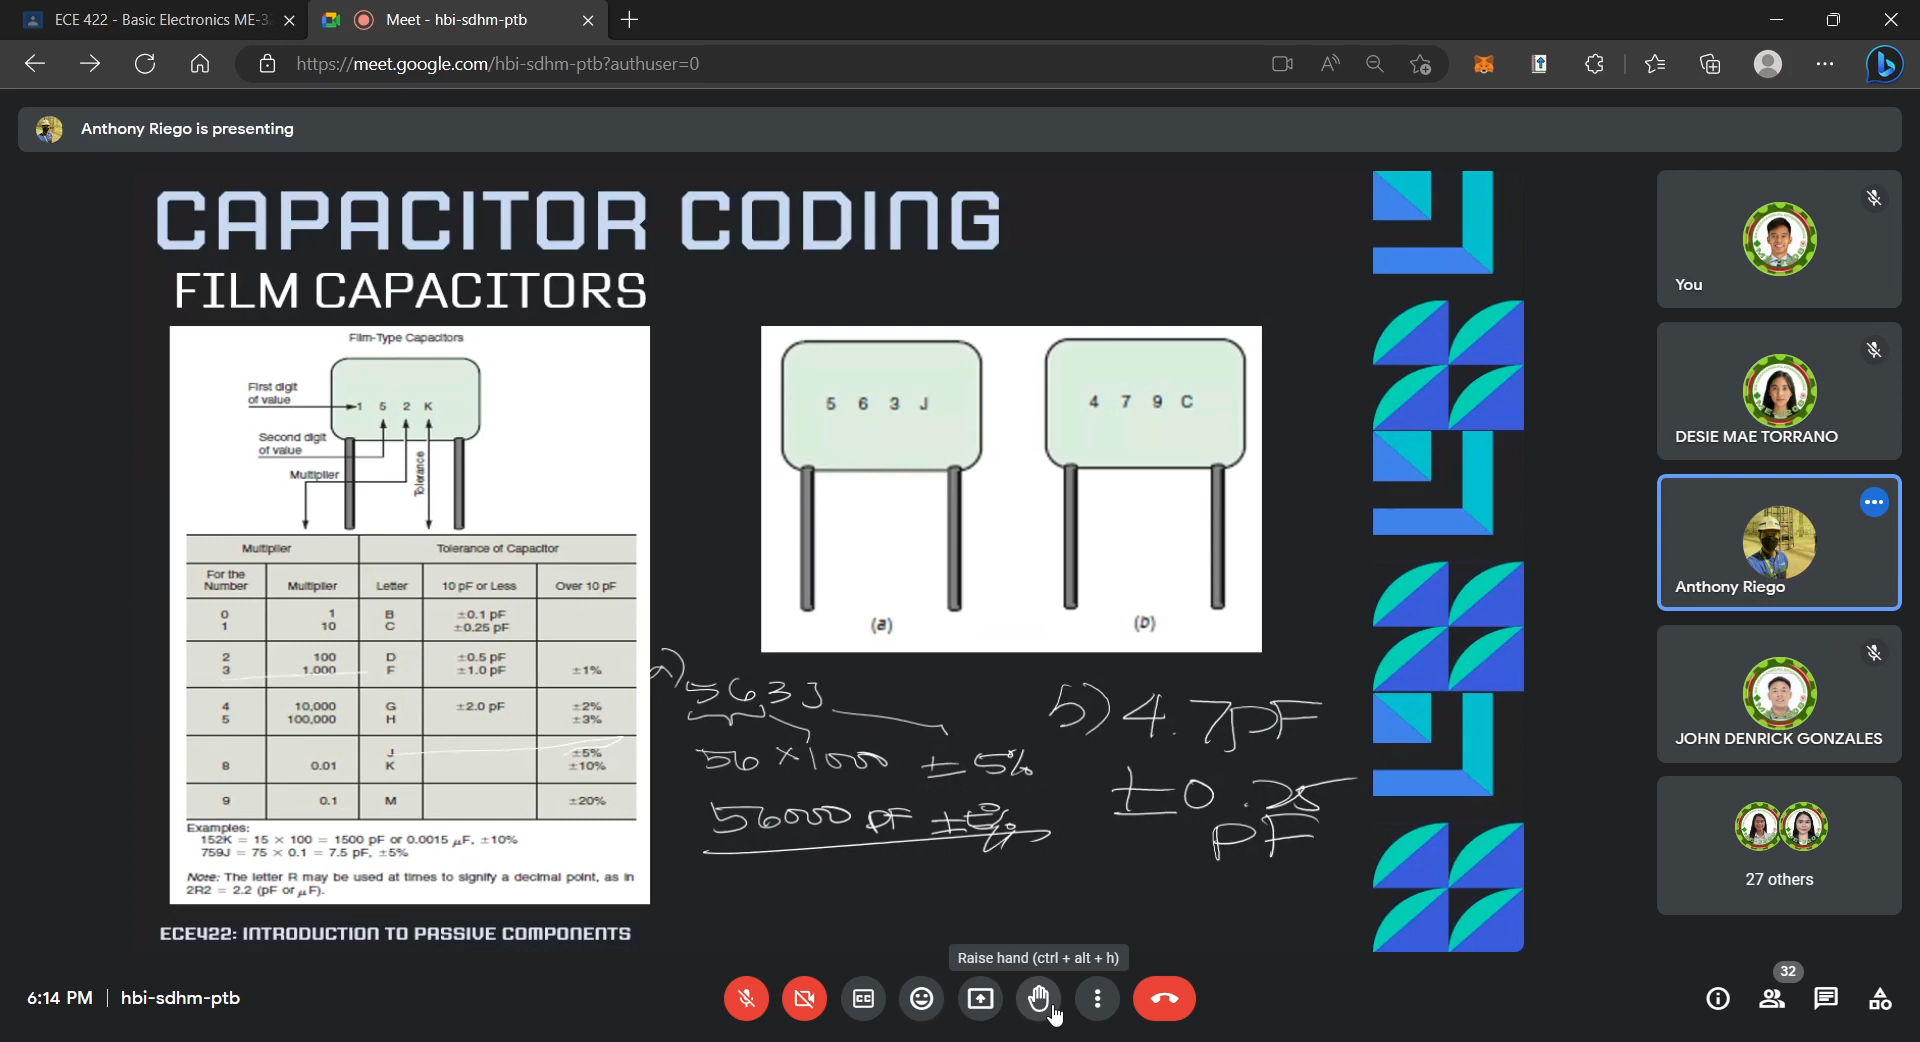 ECE 422 - Basic Electronics ME-32
Meet - hbi-sdhm-ptb
https://meet.google.com/hbi-sdhm-ptb?authuser=0
Anthony Riego is presenting
CAPACITOR CODING
FILM CAPACITORS
Film-Type Capacitors
First digit
of value
1 5 2 K
Second digit
of value
Multiplier
Tolerance
Multiplier Tolerance of Capacitor
For the
Number Multiplier Letter 10 pF or Less Over 10 pF
0 1 B ±0.1 pF
1 10 C ±0.25 pF
2 100 D ±0.5 pF
3 1,000 F ±1.0 pF ±1%
4 10,000 G ±2.0 pF ±2%
5 100,000 H ±3%
J ±5%
8 0.01 K ±10%
9 0.1 M ±20%
Examples:
152K = 15 × 100 = 1500 pF or 0.0015 μF, ±10%
759J = 75 × 0.1 = 7.5 pF, ±5%
Note: The letter R may be used at times to signify a decimal point, as in
2R2 = 2.2 (pF or μF).
5 6 3 J
(a)
4 7 9 C
(b)
a) 563J
56 × 1000 ± 5%
56000 pF ±
b) 4.7pF
±0.25
pF
ECE422: INTRODUCTION TO PASSIVE COMPONENTS
You
DESIE MAE TORRANO
Anthony Riego
JOHN DENRICK GONZALES
27 others
Raise hand (ctrl + alt + h)
6:14 PM | hbi-sdhm-ptb
CC
32